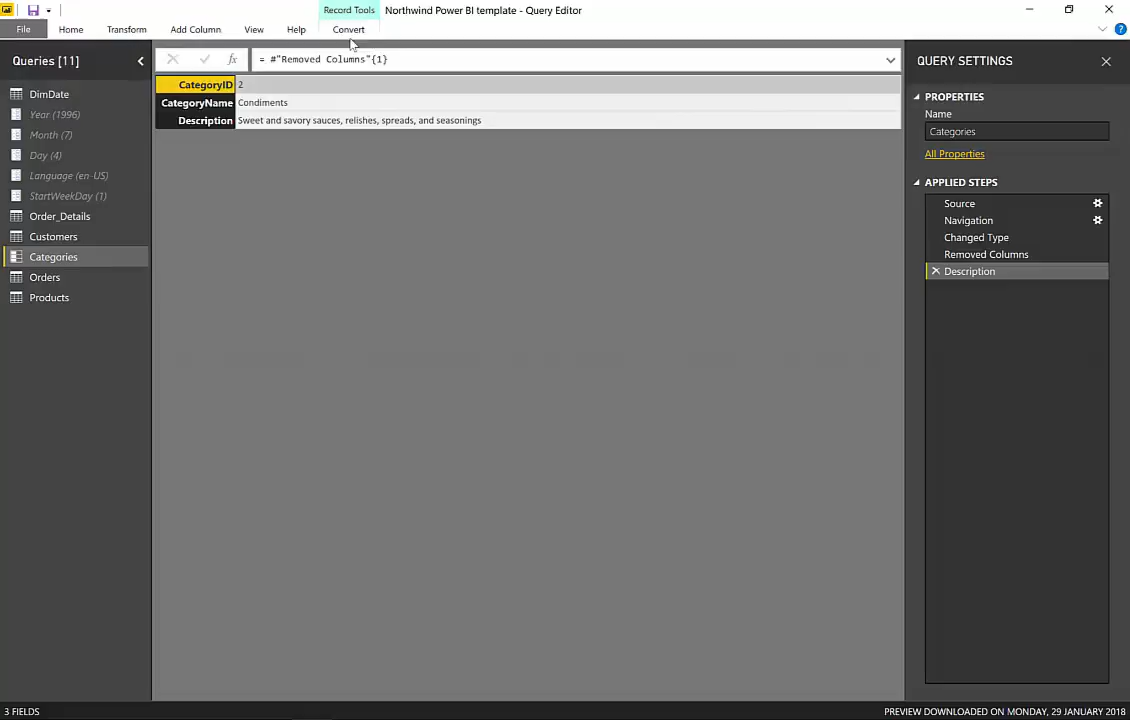 Record Tools Northwind Power BI template - Query Editor
File Home Transform Add Column View Help Convert
Queries [11]
DimDate
Year (1996)
Month (7)
Day (4)
Language (en-US)
StartWeekDay (1)
Order_Details
Customers
Categories
Orders
Products
fx = #"Removed Columns"{1}
CategoryID 2
CategoryName Condiments
Description Sweet and savory sauces, relishes, spreads, and seasonings
QUERY SETTINGS
PROPERTIES
Name
Categories
All Properties
APPLIED STEPS
Source
Navigation
Changed Type
Removed Columns
Description
3 FIELDS
PREVIEW DOWNLOADED ON MONDAY, 29 JANUARY 2018